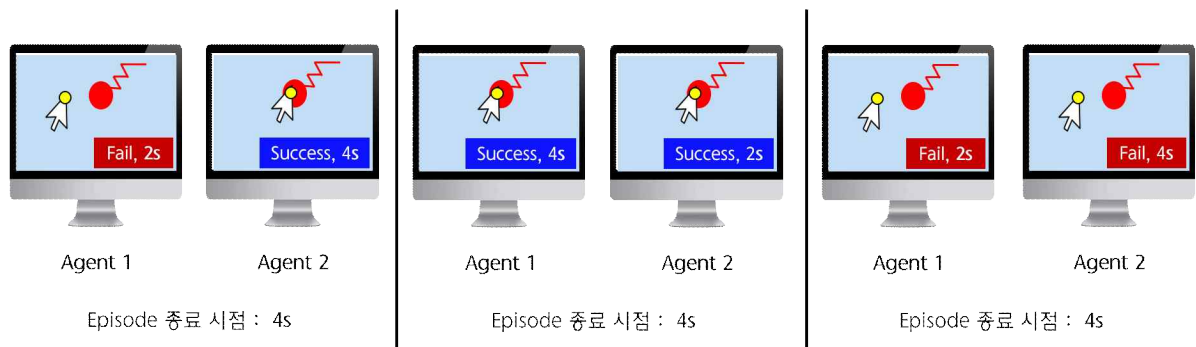 Fail, 2s
Success, 4s
Agent 1
Agent 2
Episode 종료 시점 : 4s
Success, 4s
Success, 2s
Agent 1
Agent 2
Episode 종료 시점 : 4s
Fail, 2s
Fail, 4s
Agent 1
Agent 2
Episode 종료 시점 : 4s